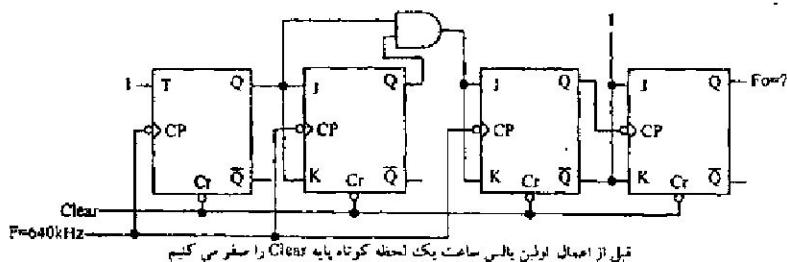 1
1 T Q J Q J Q J Q Fo=?
CP CP CP CP
Cr Q̅ K Cr Q̅ K Cr Q̅ K Cr Q̅
Clear
F=640kHz
قبل از اعمال اولین پالس ساعت یک لحظه کوتاه پایه Clear را صفر می کنیم